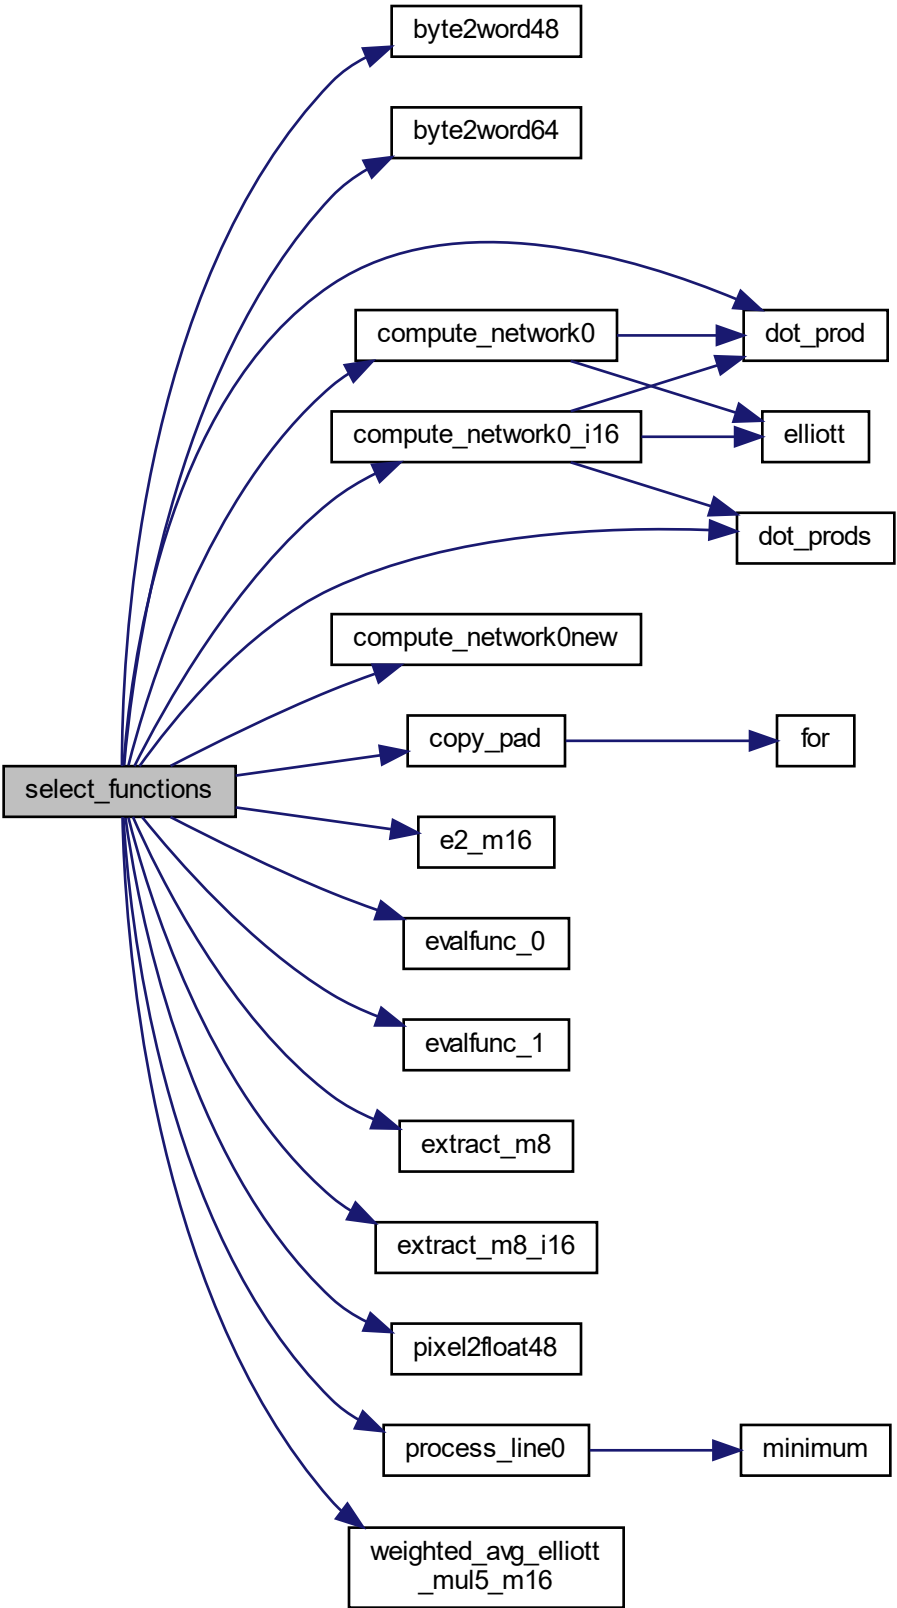 byte2word48
byte2word64
compute_network0
dot_prod
compute_network0_i16
elliott
dot_prods
compute_network0new
copy_pad
for
select_functions
e2_m16
evalfunc_0
evalfunc_1
extract_m8
extract_m8_i16
pixel2float48
process_line0
minimum
weighted_avg_elliott
_mul5_m16